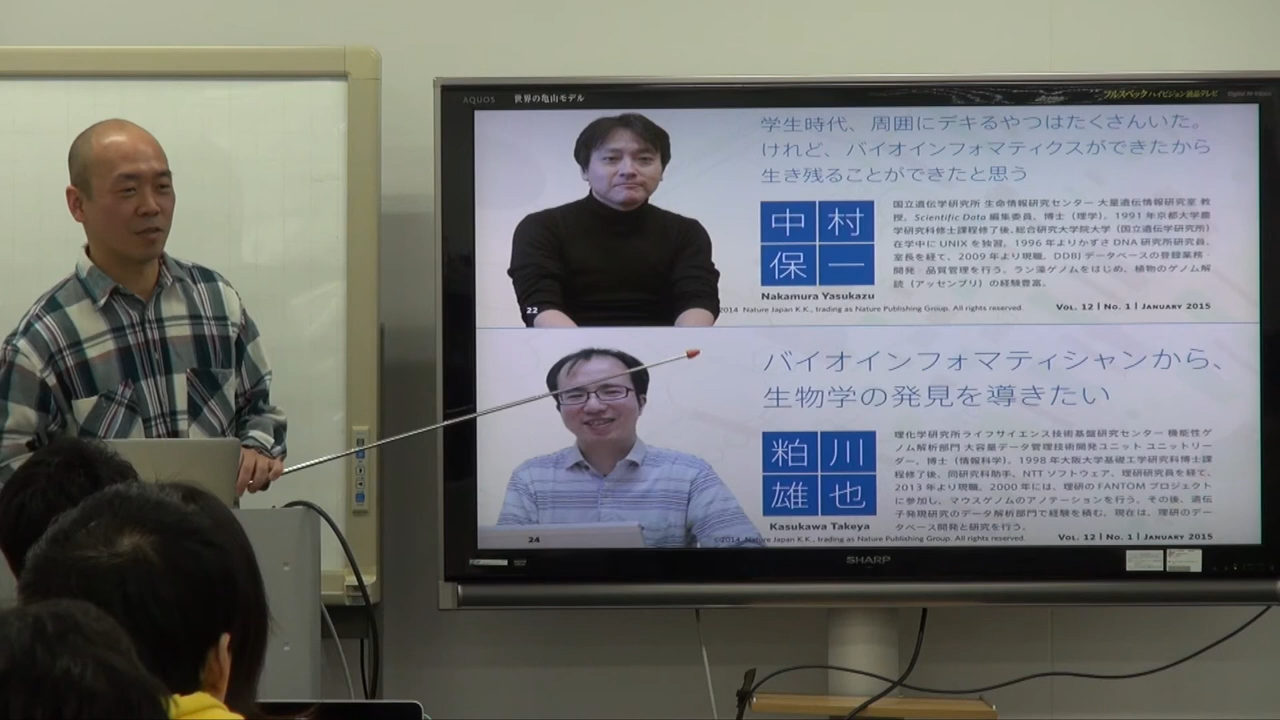 AQUOS 世界の亀山モデル
フルスペックハイビジョン液晶テレビ
学生時代、周囲にデキるやつはたくさんいた。
けれど、バイオインフォマティクスができたから
生き残ることができたと思う
中村
保一
Nakamura Yasukazu
国立遺伝学研究所 生命情報研究センター 大量遺伝情報研究室 教
授。Scientific Data 編集委員。博士(理学)。1991 年京都大学農
学研究科修士課程修了後、総合研究大学院大学(国立遺伝学研究所)
在学中に UNIX を独習。1996 年よりかずさ DNA 研究所研究員、
室長を経て、2009 年より現職。DDBJ データベースの登録業務・
開発・品質管理を行う。ラン藻ゲノムをはじめ、植物のゲノム解
読(アッセンブリ)の経験豊富。
22
2014 Nature Japan K.K., trading as Nature Publishing Group. All rights reserved.
VOL. 12 | NO. 1 | JANUARY 2015
バイオインフォマティシャンから、
生物学の発見を導きたい
粕川
雄也
Kasukawa Takeya
理化学研究所ライフサイエンス技術基盤研究センター 機能性ゲ
ノム解析部門 大容量データ管理技術開発ユニット ユニットリー
ダー。博士(情報科学)。1998 年大阪大学基礎工学研究科博士課
程修了後、同研究科助手、NTT ソフトウェア、理研研究員を経て、
2013 年より現職。2000 年には、理研の FANTOM プロジェクト
に参加し、マウスゲノムのアノテーションを行う。その後、遺伝
子発現研究のデータ解析部門で経験を積む。現在は、理研のデー
タベース開発と研究を行う。
24
©2014 Nature Japan K.K., trading as Nature Publishing Group. All rights reserved.
VOL. 12 | NO. 1 | JANUARY 2015
SHARP